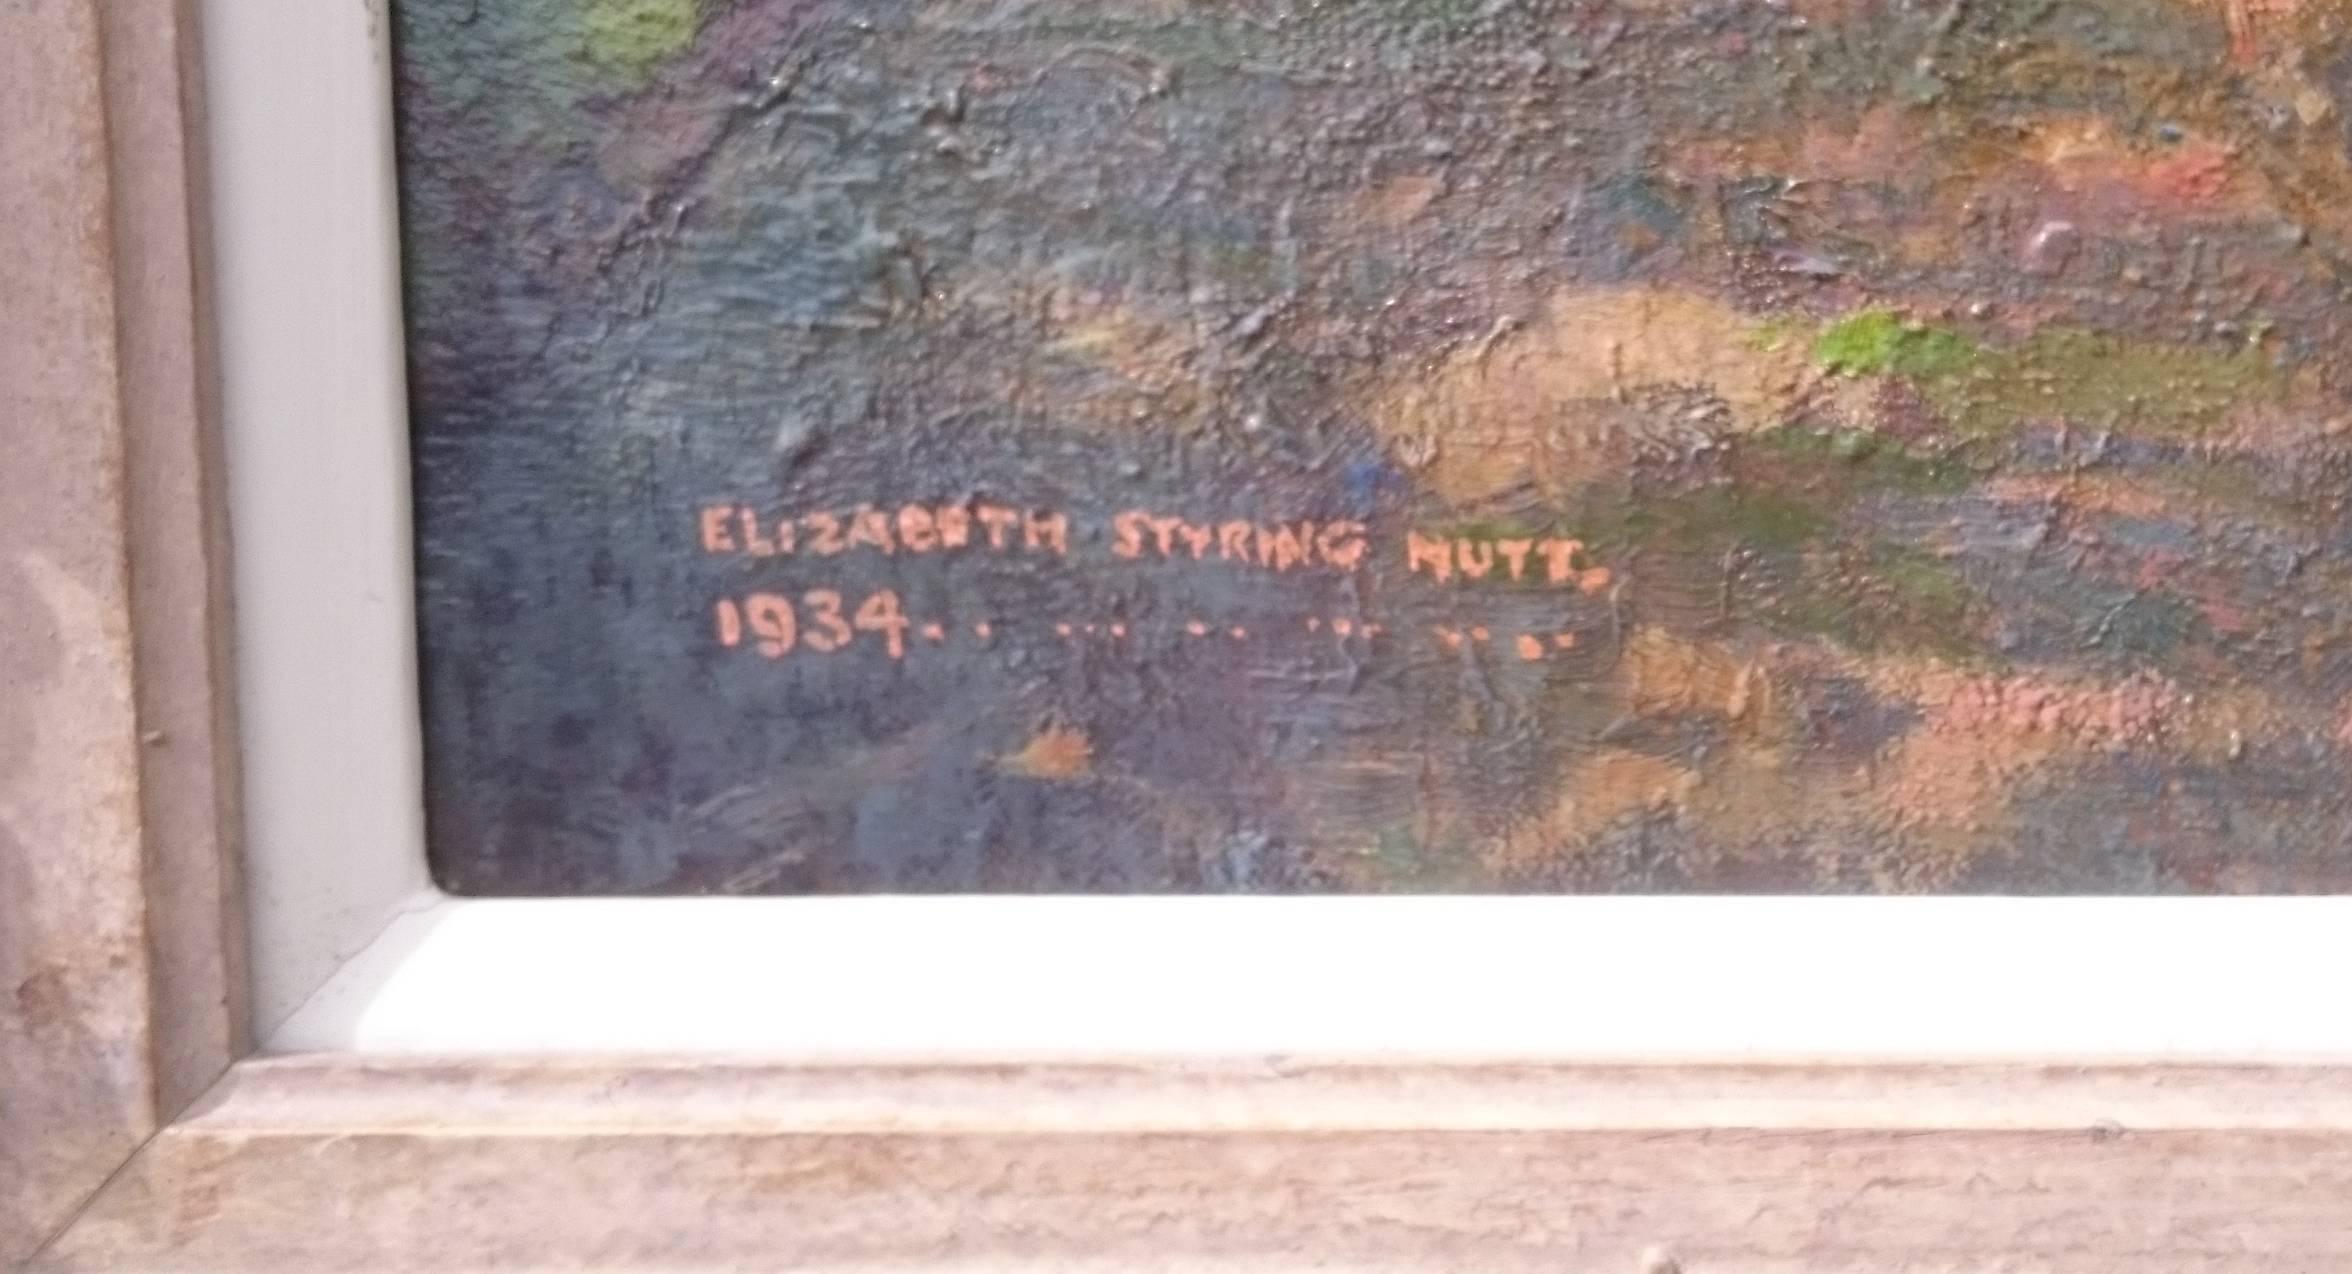 ELIZABETH STYRING NUTT.
1934.. ... .. ... .. ..